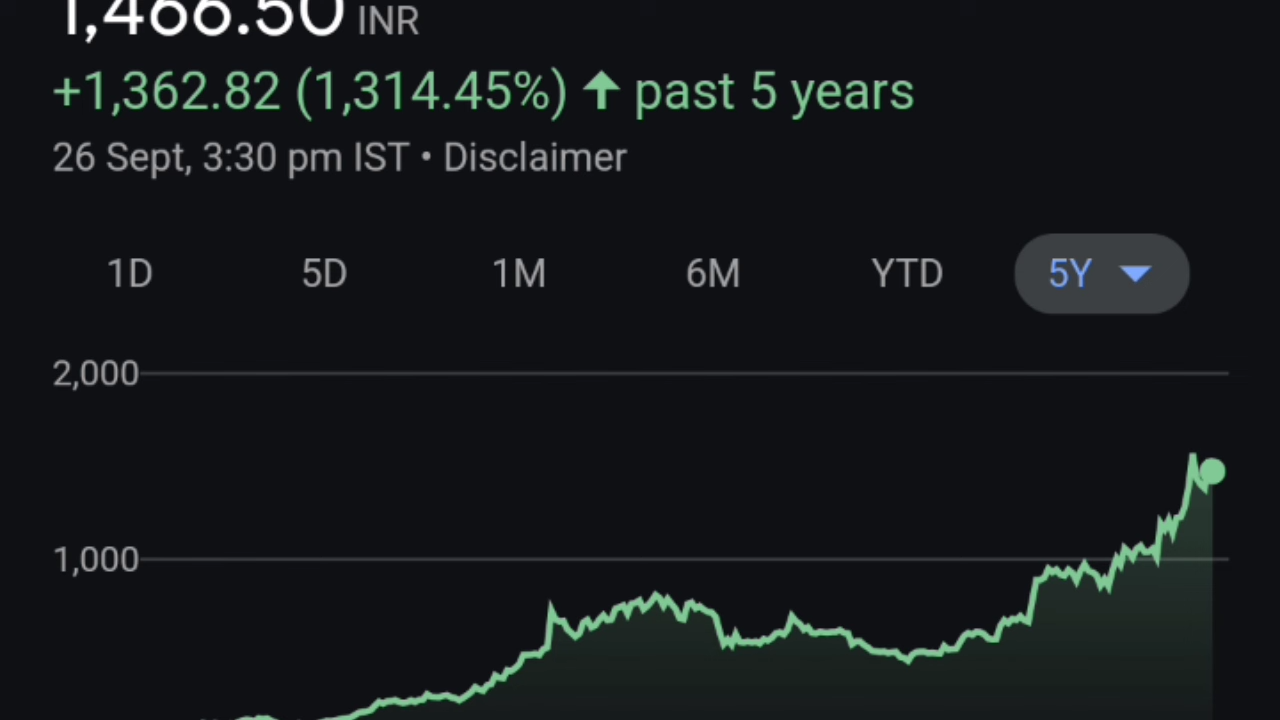 1,466.50 INR
+1,362.82 (1,314.45%) ↑ past 5 years
26 Sept, 3:30 pm IST • Disclaimer
1D 5D 1M 6M YTD 5Y
2,000
1,000